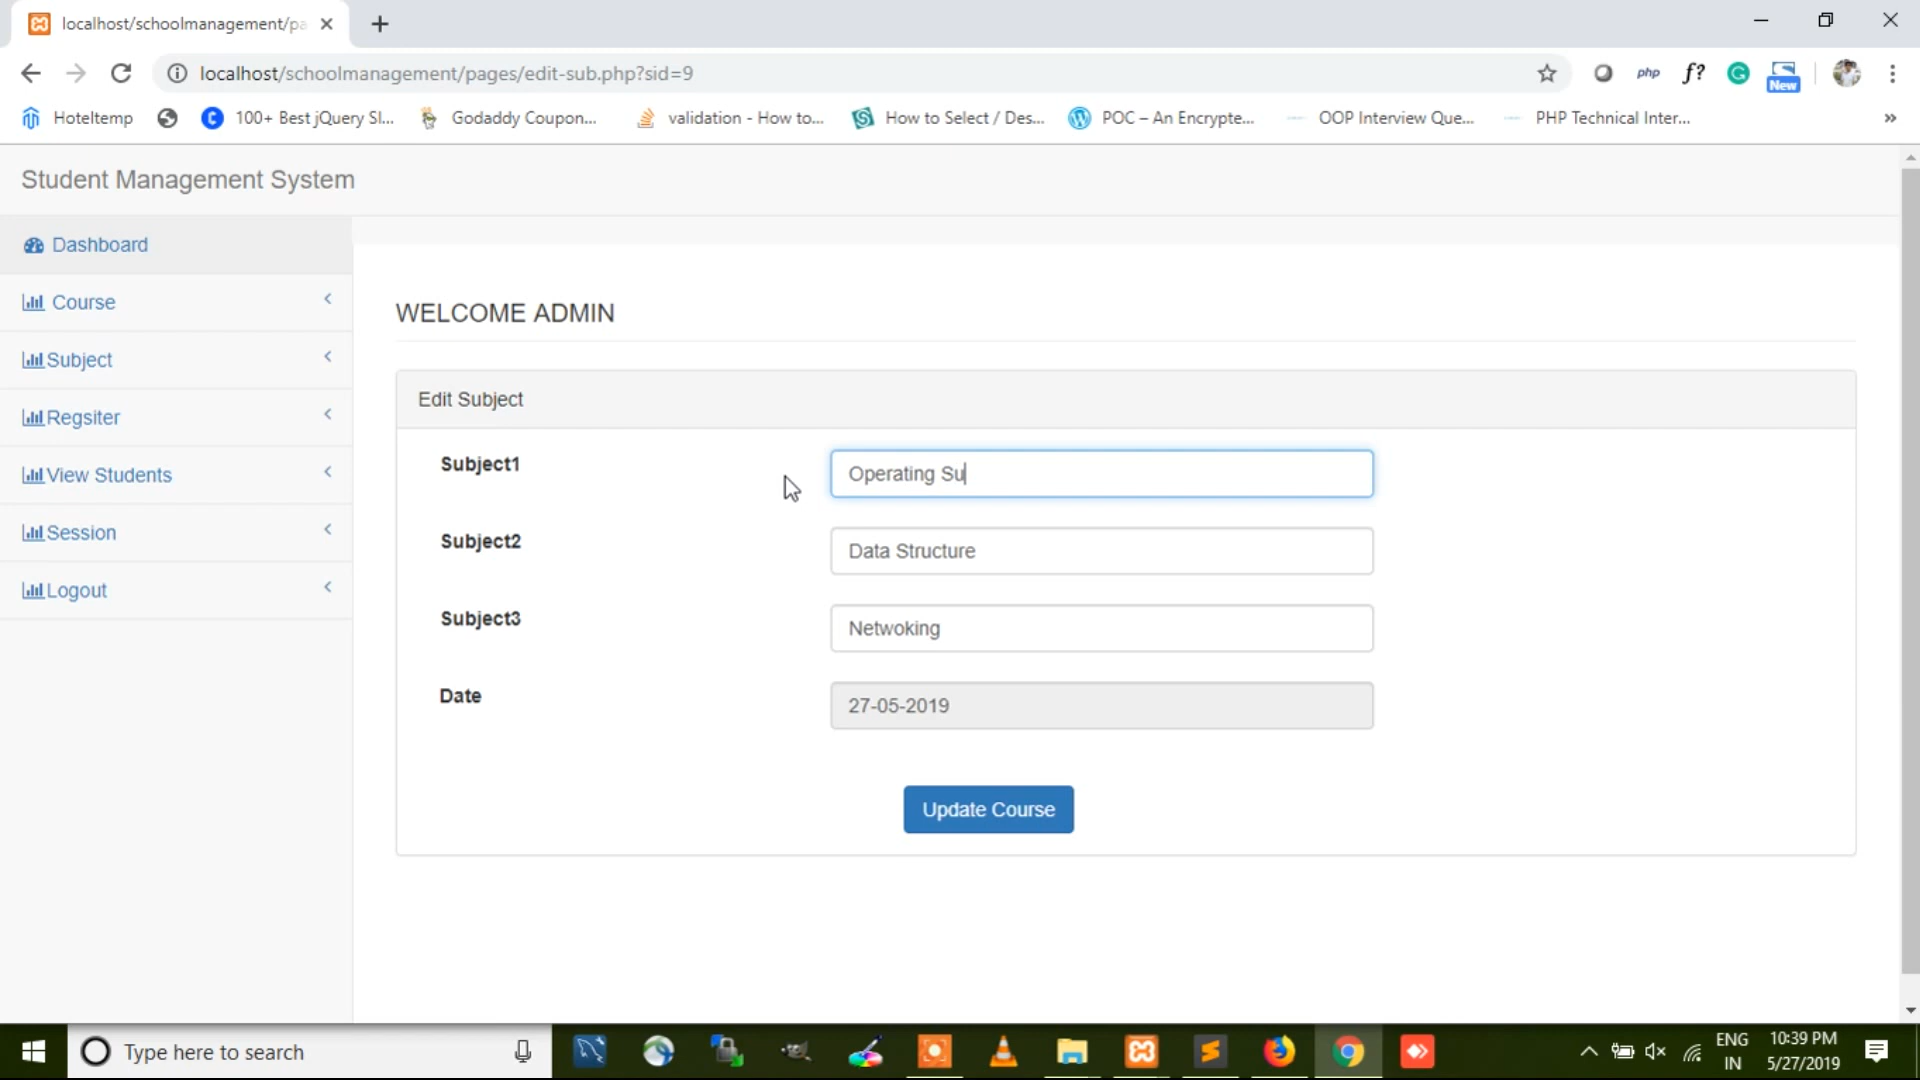 localhost/schoolmanagement/pa
localhost/schoolmanagement/pages/edit-sub.php?sid=9
php
f?
New
Hoteltemp
100+ Best jQuery Sl...
Godaddy Coupon...
validation - How to...
How to Select / Des...
POC – An Encrypte...
OOP Interview Que...
PHP Technical Inter...
»
Student Management System
Dashboard
Course
Subject
Regsiter
View Students
Session
Logout
WELCOME ADMIN
Edit Subject
Subject1
Operating Su
Subject2
Data Structure
Subject3
Netwoking
Date
27-05-2019
Update Course
Type here to search
ENG
IN
10:39 PM
5/27/2019